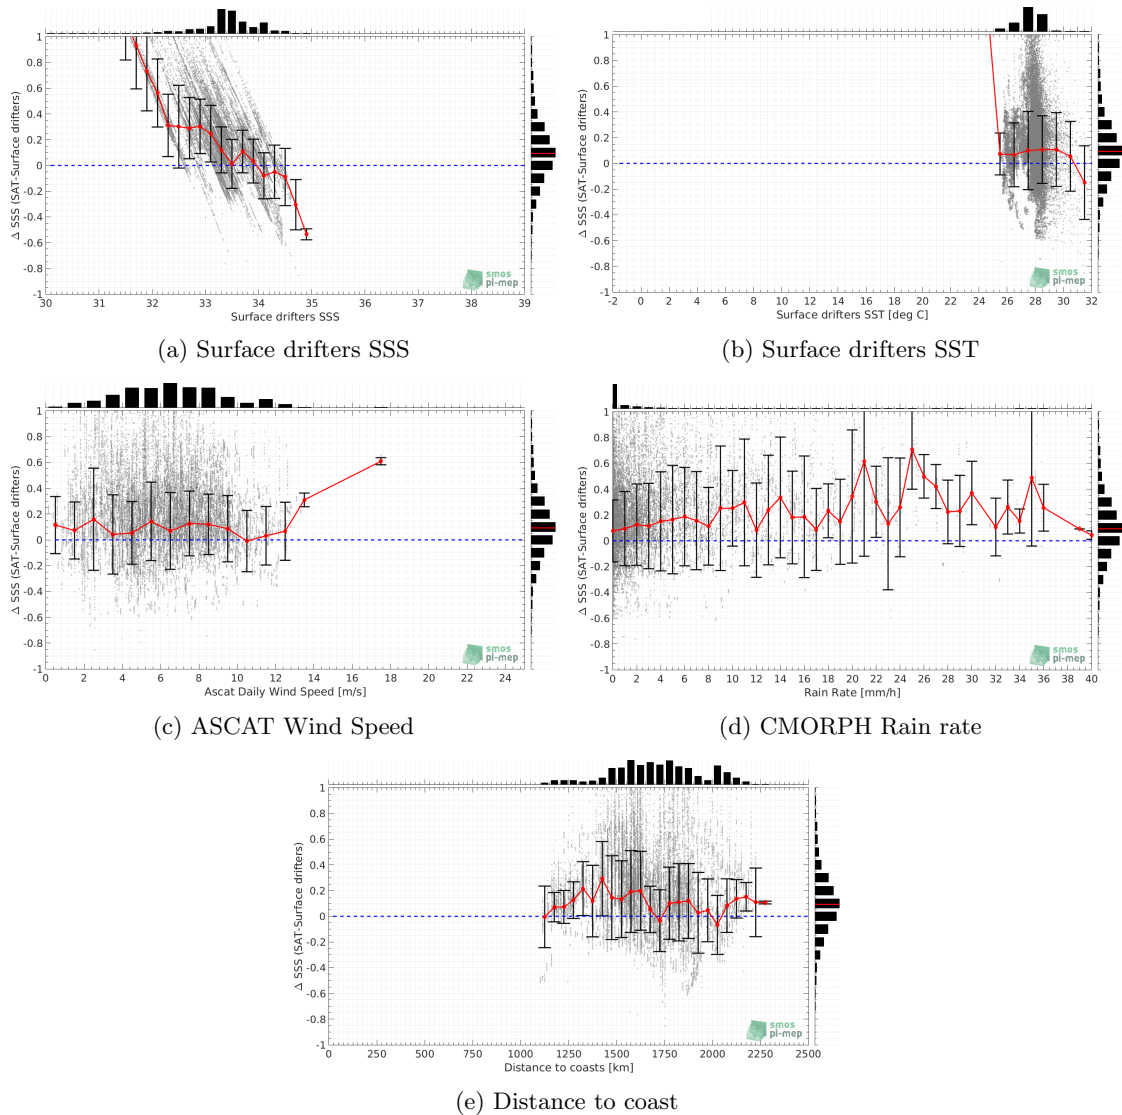 1
0.8
0.6
0.4
0.2
0
-0.2
-0.4
-0.6
-0.8
-1
Δ SSS (SAT-Surface drifters)
30 31 32 33 34 35 36 37 38 39
Surface drifters SSS
smos
pi-mep
(a) Surface drifters SSS
1
0.8
0.6
0.4
0.2
0
-0.2
-0.4
-0.6
-0.8
-1
Δ SSS (SAT-Surface drifters)
-2 0 2 4 6 8 10 12 14 16 18 20 22 24 26 28 30 32
Surface drifters SST [deg C]
smos
pi-mep
(b) Surface drifters SST
1
0.8
0.6
0.4
0.2
0
-0.2
-0.4
-0.6
-0.8
-1
Δ SSS (SAT-Surface drifters)
0 2 4 6 8 10 12 14 16 18 20 22 24
Ascat Daily Wind Speed [m/s]
smos
pi-mep
(c) ASCAT Wind Speed
1
0.8
0.6
0.4
0.2
0
-0.2
-0.4
-0.6
-0.8
-1
Δ SSS (SAT-Surface drifters)
0 2 4 6 8 10 12 14 16 18 20 22 24 26 28 30 32 34 36 38 40
Rain Rate [mm/h]
smos
pi-mep
(d) CMORPH Rain rate
1
0.8
0.6
0.4
0.2
0
-0.2
-0.4
-0.6
-0.8
-1
Δ SSS (SAT-Surface drifters)
0 250 500 750 1000 1250 1500 1750 2000 2250 2500
Distance to coasts [km]
smos
pi-mep
(e) Distance to coast